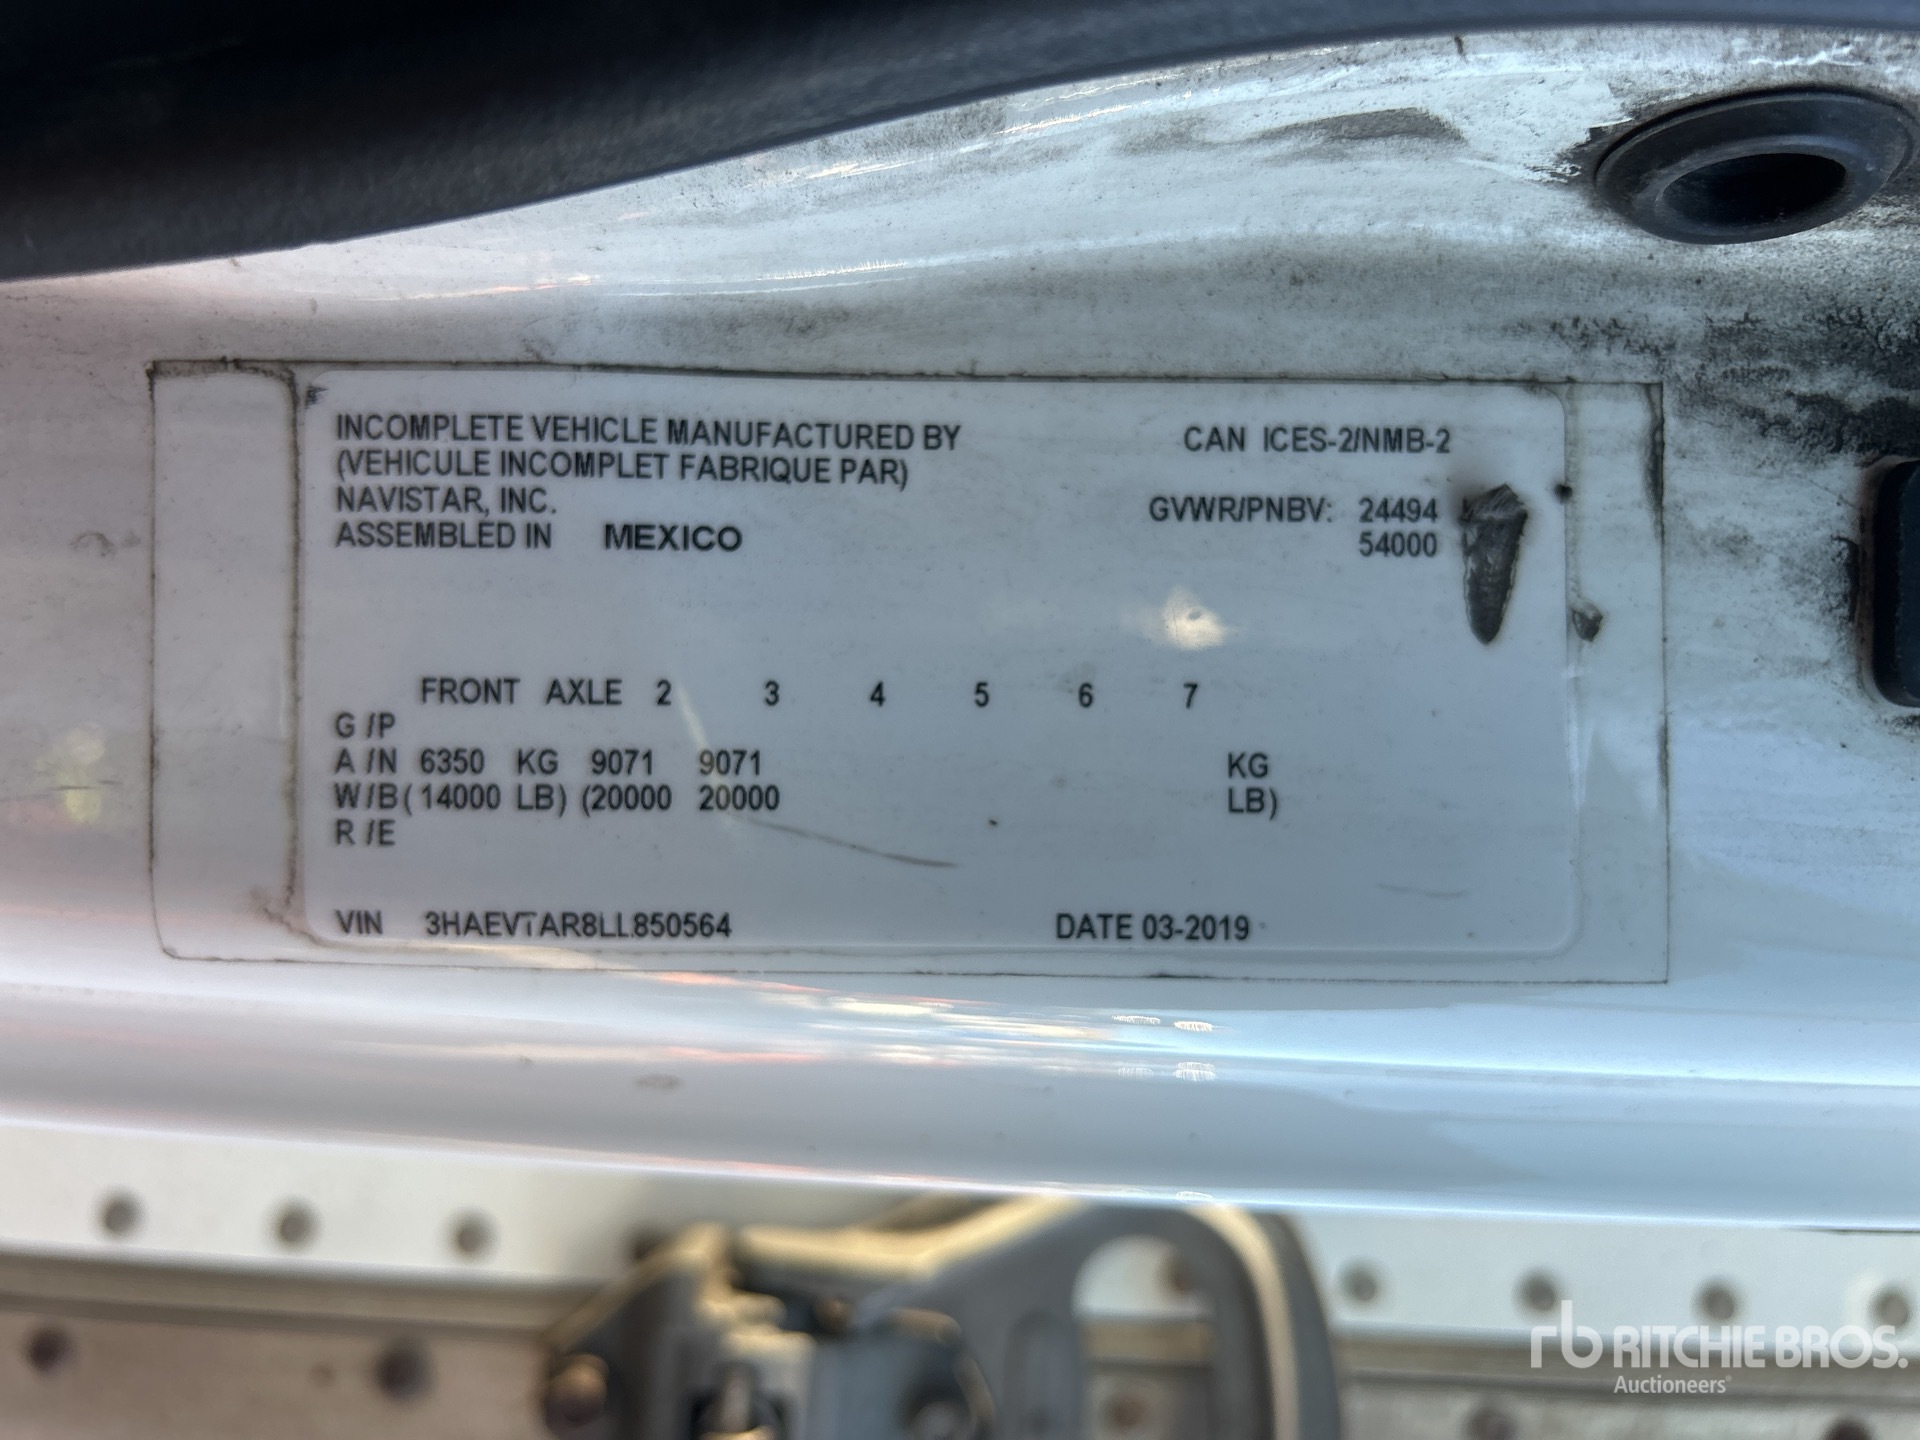 INCOMPLETE VEHICLE MANUFACTURED BY
(VEHICULE INCOMPLET FABRIQUE PAR)
NAVISTAR, INC.
ASSEMBLED IN MEXICO
CAN ICES-2/NMB-2
GVWR/PNBV: 24494
54000
FRONT AXLE 2 3 4 5 6 7
G /P
A /N 6350 KG 9071 9071 KG
W/B (14000 LB) (20000 20000 LB)
R /E
VIN 3HAEVTAR8LL850564 DATE 03-2019
rb RITCHIE BROS.
Auctioneers